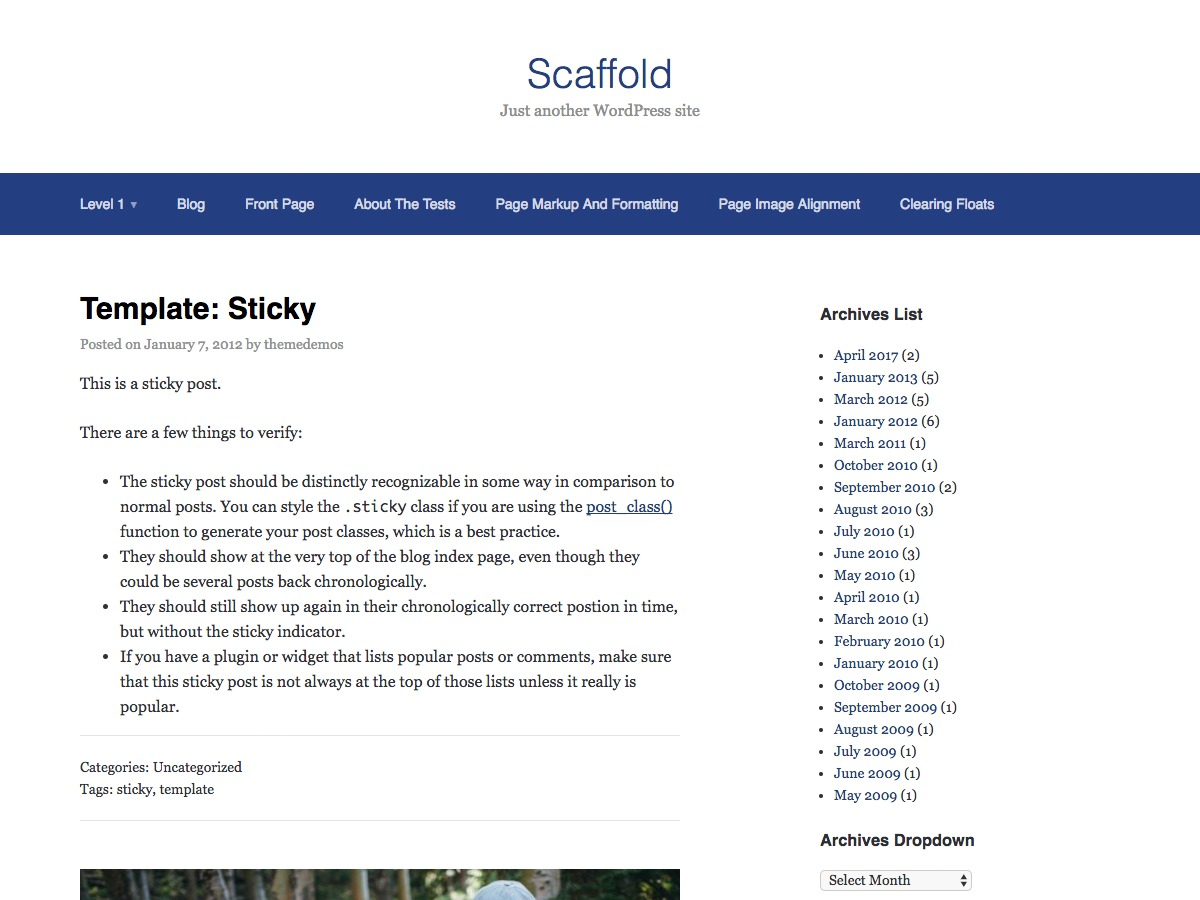 Scaffold
Just another WordPress site
Level 1 ▾ Blog Front Page About The Tests Page Markup And Formatting Page Image Alignment Clearing Floats
Template: Sticky
Posted on January 7, 2012 by themedemos
This is a sticky post.
There are a few things to verify:
• The sticky post should be distinctly recognizable in some way in comparison to
normal posts. You can style the .sticky class if you are using the post_class()
function to generate your post classes, which is a best practice.
• They should show at the very top of the blog index page, even though they
could be several posts back chronologically.
• They should still show up again in their chronologically correct postion in time,
but without the sticky indicator.
• If you have a plugin or widget that lists popular posts or comments, make sure
that this sticky post is not always at the top of those lists unless it really is
popular.
Categories: Uncategorized
Tags: sticky, template
Archives List
• April 2017 (2)
• January 2013 (5)
• March 2012 (5)
• January 2012 (6)
• March 2011 (1)
• October 2010 (1)
• September 2010 (2)
• August 2010 (3)
• July 2010 (1)
• June 2010 (3)
• May 2010 (1)
• April 2010 (1)
• March 2010 (1)
• February 2010 (1)
• January 2010 (1)
• October 2009 (1)
• September 2009 (1)
• August 2009 (1)
• July 2009 (1)
• June 2009 (1)
• May 2009 (1)
Archives Dropdown
Select Month